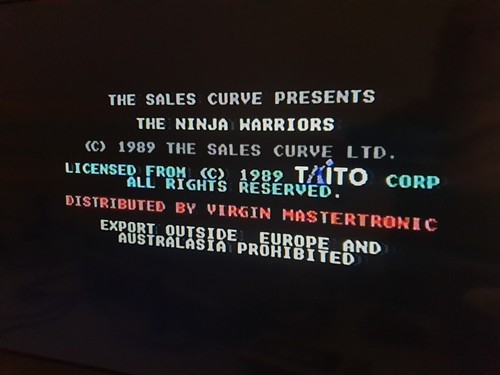 THE SALES CURVE PRESENTS
THE NINJA WARRIORS
(C) 1989 THE SALES CURVE LTD.
LICENSED FROM (C) 1989 TAITO CORP
ALL RIGHTS RESERVED.
DISTRIBUTED BY VIRGIN MASTERTRONIC
EXPORT OUTSIDE EUROPE AND
AUSTRALASIA PROHIBITED